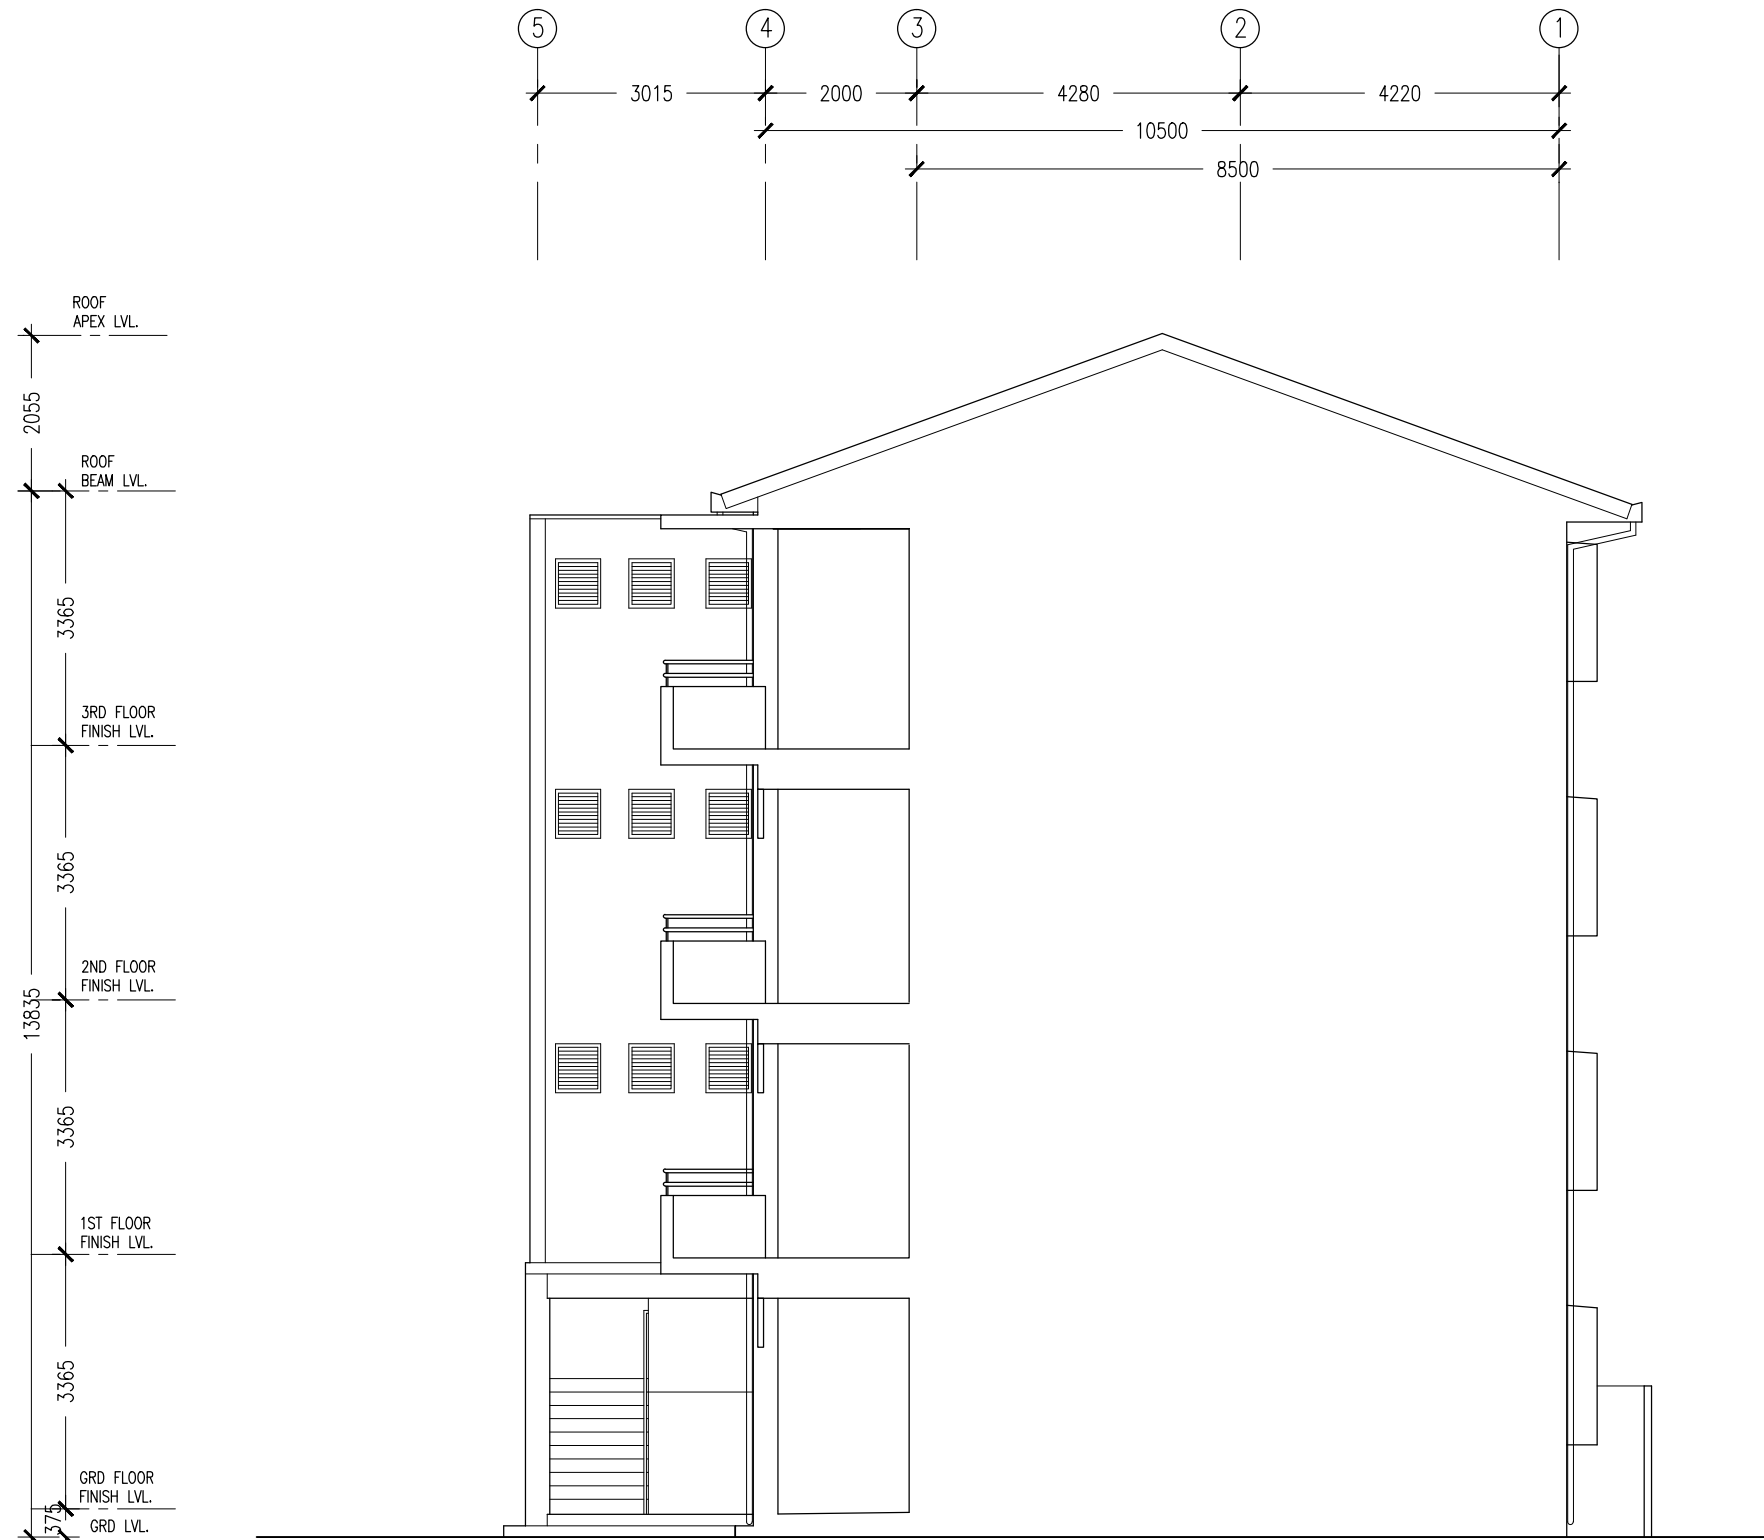 5 4 3 2 1
3015 2000 4280 4220
10500
8500
ROOF
APEX LVL.
2055
ROOF
BEAM LVL.
3365
3RD FLOOR
FINISH LVL.
3365
2ND FLOOR
FINISH LVL.
13835
3365
1ST FLOOR
FINISH LVL.
3365
GRD FLOOR
FINISH LVL.
375
GRD LVL.